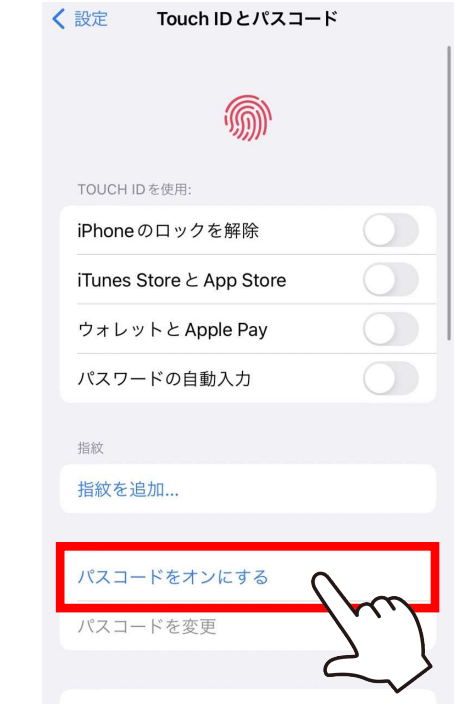 設定
Touch IDとパスコード
TOUCH IDを使用:
iPhoneのロックを解除
iTunes StoreとApp Store
ウォレットとApple Pay
パスワードの自動入力
指紋
指紋を追加...
パスコードをオンにする
パスコードを変更